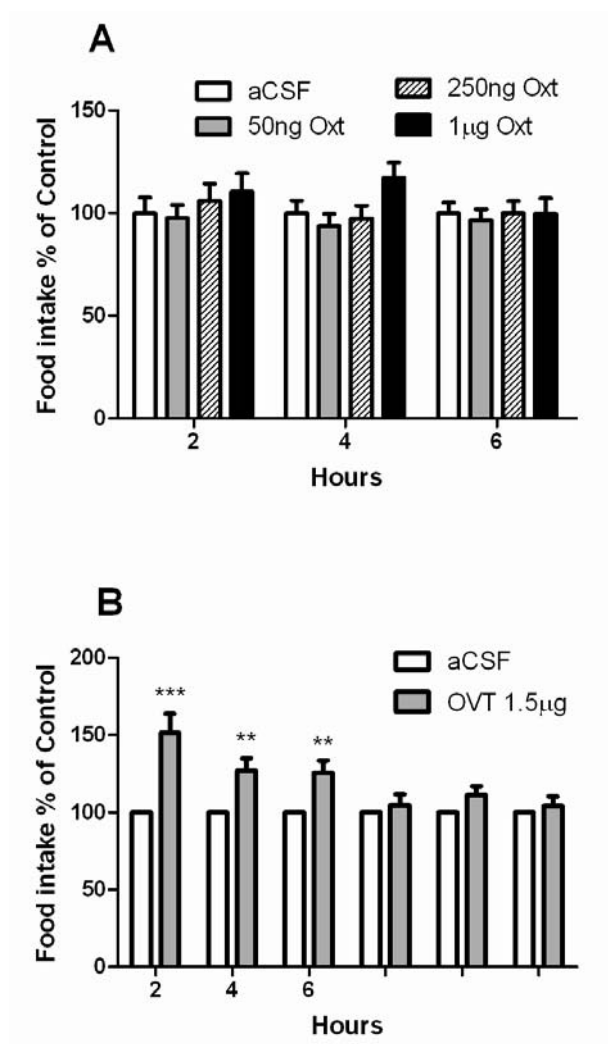 A
aCSF
250ng Oxt
50ng Oxt
1μg Oxt
150
100
50
0
Food intake % of Control
2
4
6
Hours
B
aCSF
OVT 1.5μg
200
150
100
50
0
Food intake % of Control
***
**
**
2
4
6
Hours